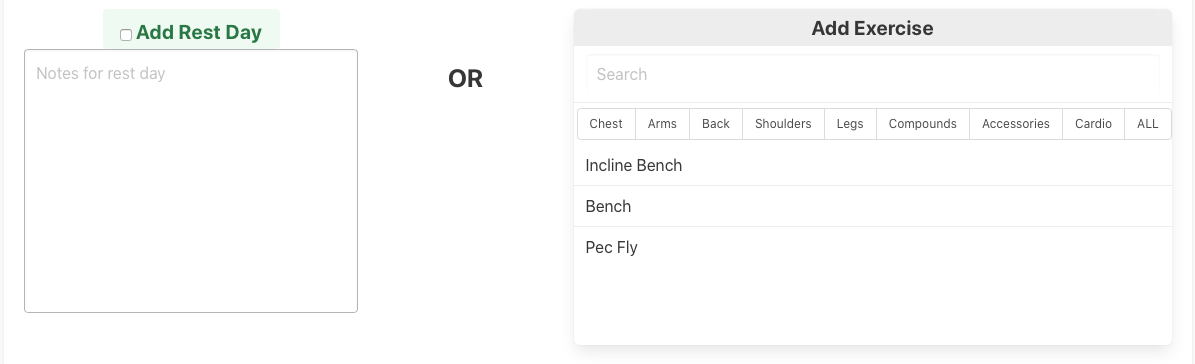 Add Rest Day
Notes for rest day
OR
Add Exercise
Search
Chest Arms Back Shoulders Legs Compounds Accessories Cardio ALL
Incline Bench
Bench
Pec Fly